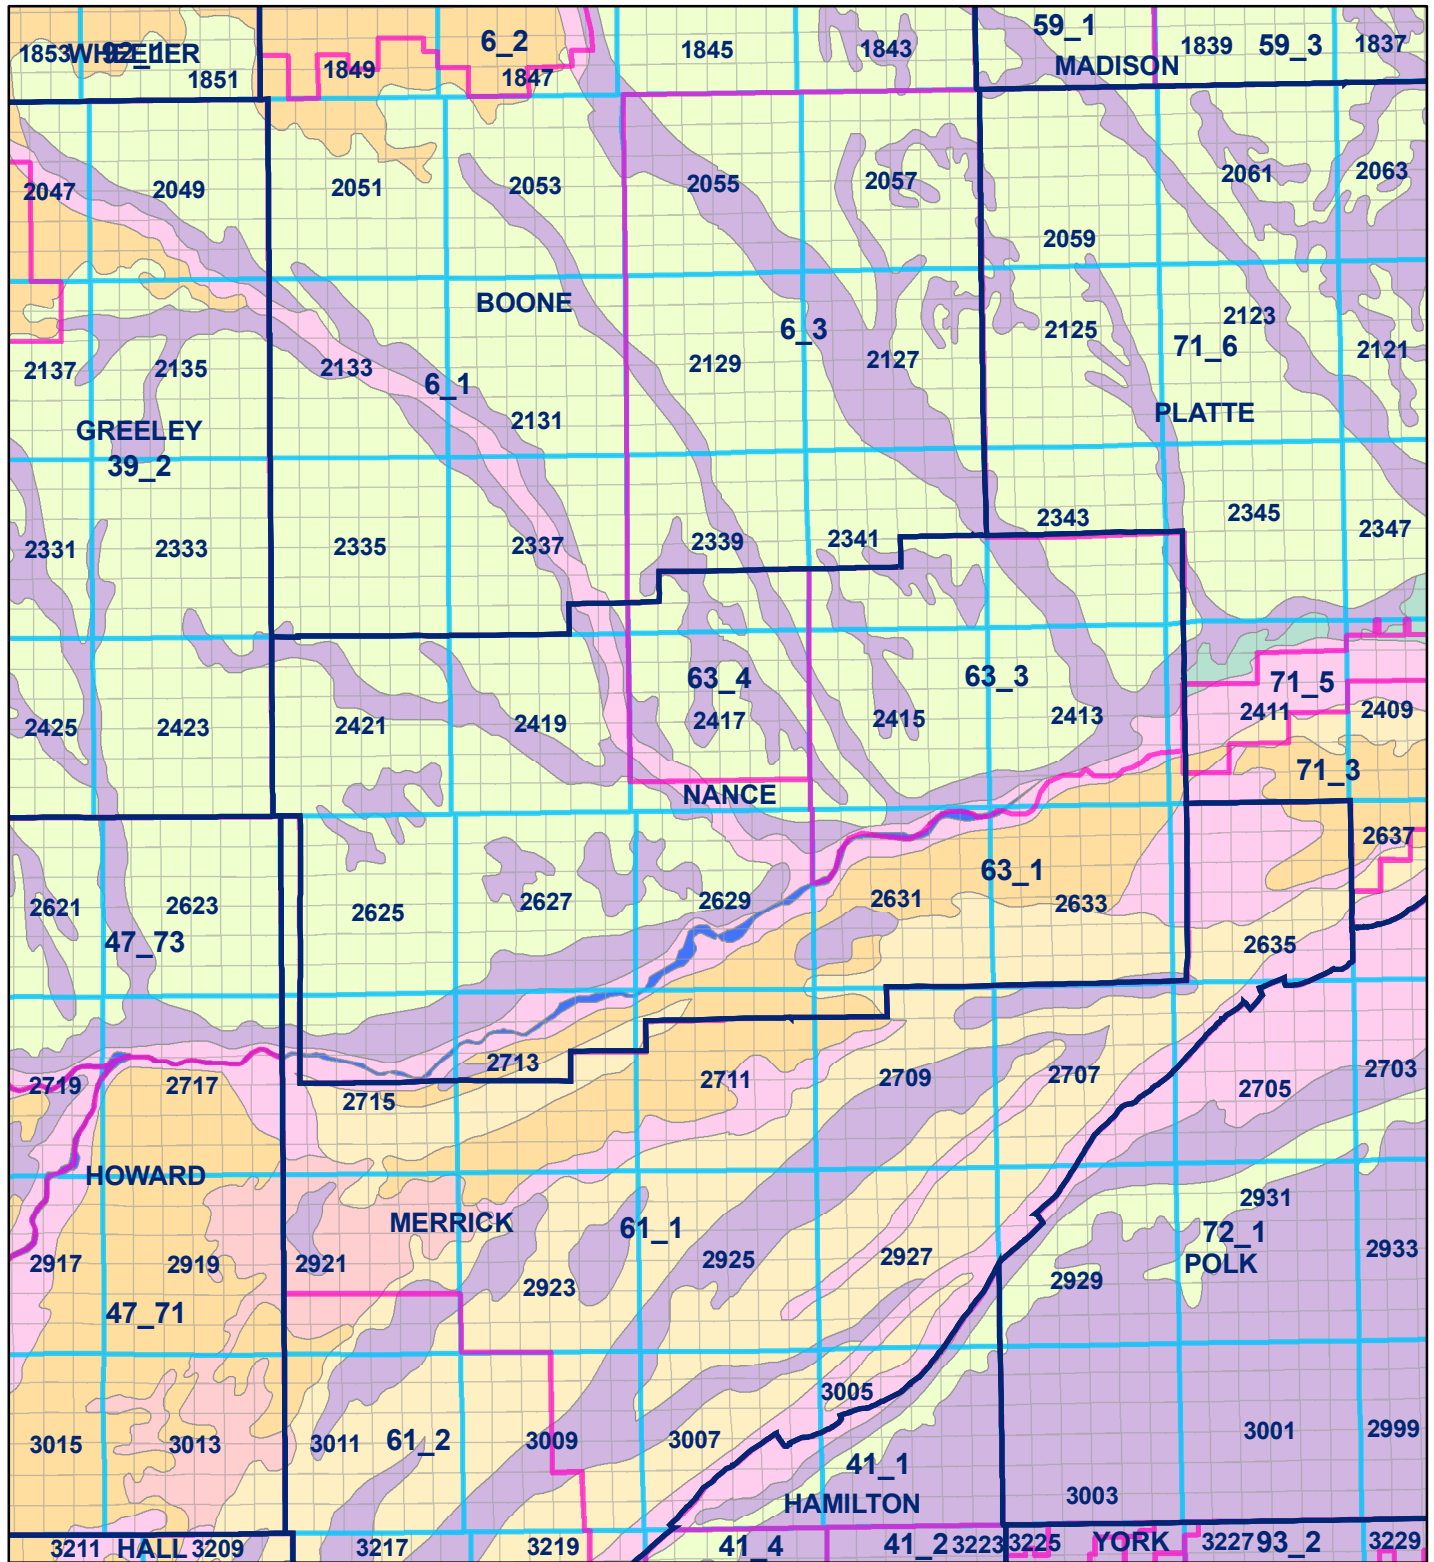 6_2 59_1
1853 WHEELER 92_1 1845 1843 1839 59_3 1837
1851 1849 1847 MADISON
2047 2049 2051 2053 2055 2057 2061 2063
2059
BOONE 6_3 2125 2123
71_6
2137 2135 2133 6_1 2129 2127 2121
2131 PLATTE
GREELEY
39_2
2331 2333 2335 2337 2339 2341 2343 2345 2347
63_4 63_3 71_5
2425 2423 2421 2419 2417 2415 2413 2411 2409
NANCE 71_3
2637
2621 2623 2625 2627 2629 2631 63_1 2633
47_73 2635
2719 2717 2715 2713 2711 2709 2707 2705 2703
HOWARD MERRICK 61_1 2931
72_1
POLK
2917 2919 2921 2923 2925 2927 2929 2933
47_71
3005
3015 3013 3011 61_2 3009 3007 3001 2999
41_1
HAMILTON 3003
3211 HALL 3209 3217 3219 41_4 41_2 3223 3225 YORK 3227 93_2 3229